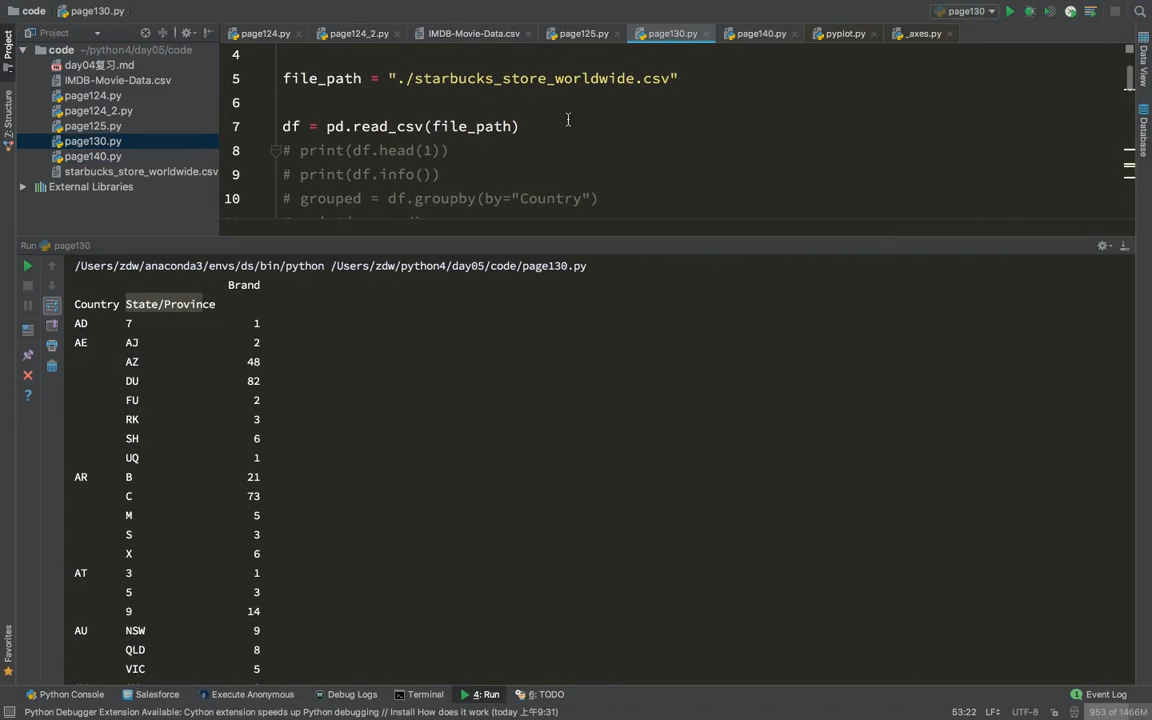 code page130.py page130
Project page124.py page124_2.py IMDB-Movie-Data.csv page125.py page130.py page140.py pyplot.py _axes.py
code ~/python4/day05/code
day04复习.md
IMDB-Movie-Data.csv
page124.py
page124_2.py
page125.py
page130.py
page140.py
starbucks_store_worldwide.csv
External Libraries
Project
Z: Structure
Favorites
4
5 file_path = "./starbucks_store_worldwide.csv"
6
7 df = pd.read_csv(file_path)
8 # print(df.head(1))
9 # print(df.info())
10 # grouped = df.groupby(by="Country")
Data View
Database
Run page130
/Users/zdw/anaconda3/envs/ds/bin/python /Users/zdw/python4/day05/code/page130.py
Brand
Country State/Province
AD 7 1
AE AJ 2
AZ 48
DU 82
FU 2
RK 3
SH 6
UQ 1
AR B 21
C 73
M 5
S 3
X 6
AT 3 1
5 3
9 14
AU NSW 9
QLD 8
VIC 5
Python Console Salesforce Execute Anonymous Debug Logs Terminal 4: Run 6: TODO Event Log
Python Debugger Extension Available: Cython extension speeds up Python debugging // Install How does it work (today 上午9:31) 53:22 LF UTF-8 953 of 1466M